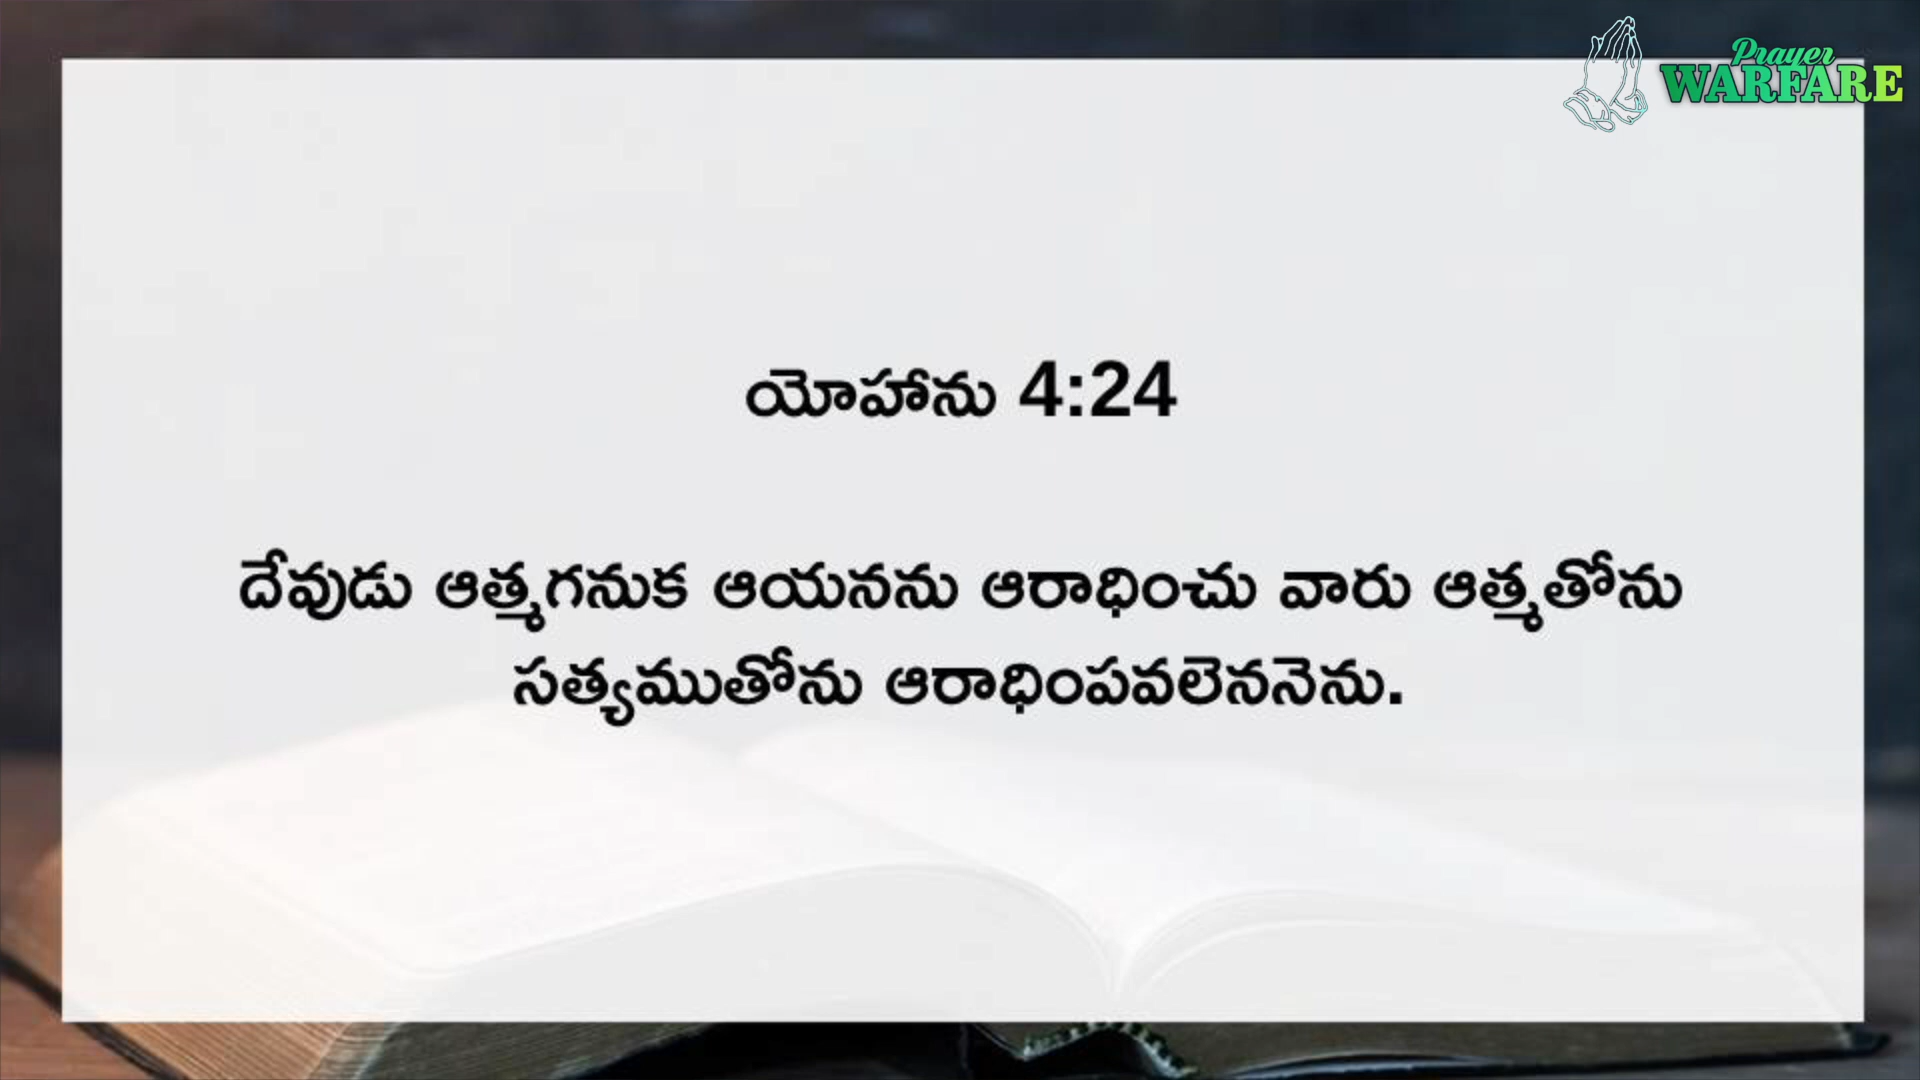 Prayer
WARFARE
యోహాను 4:24
దేవుడు ఆత్మగనుక ఆయనను ఆరాధించు వారు ఆత్మతోను
సత్యముతోను ఆరాధింపవలెననెను.